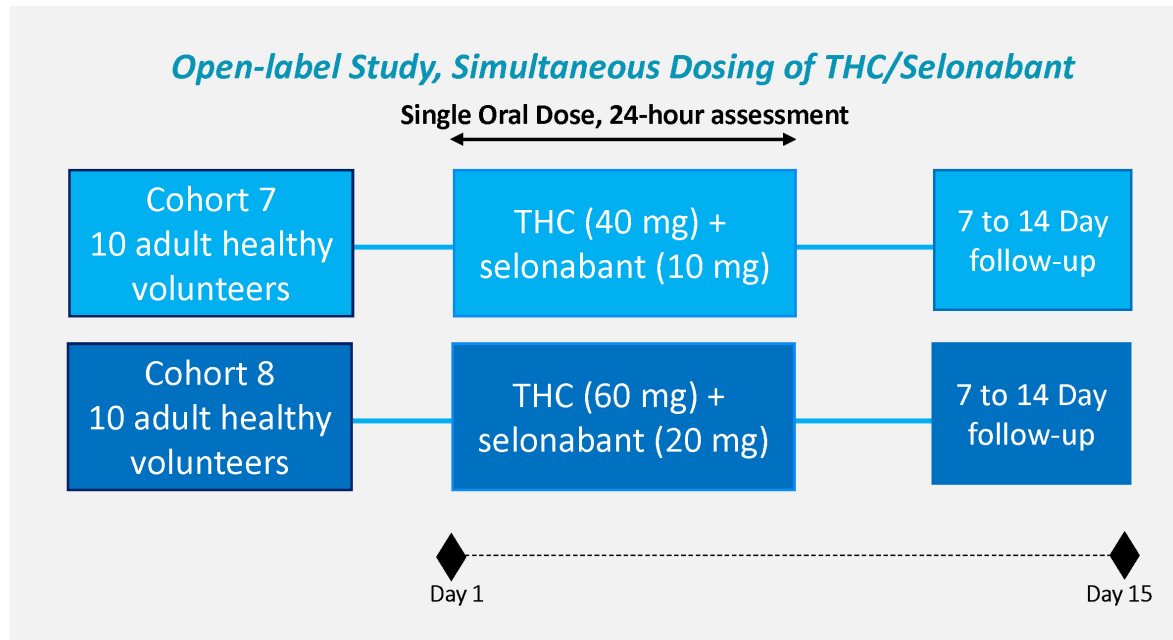 Open-label Study, Simultaneous Dosing of THC/Selonabant
Single Oral Dose, 24-hour assessment
Cohort 7
10 adult healthy
volunteers
THC (40 mg) +
selonabant (10 mg)
7 to 14 Day
follow-up
Cohort 8
10 adult healthy
volunteers
THC (60 mg) +
selonabant (20 mg)
7 to 14 Day
follow-up
Day 1
Day 15